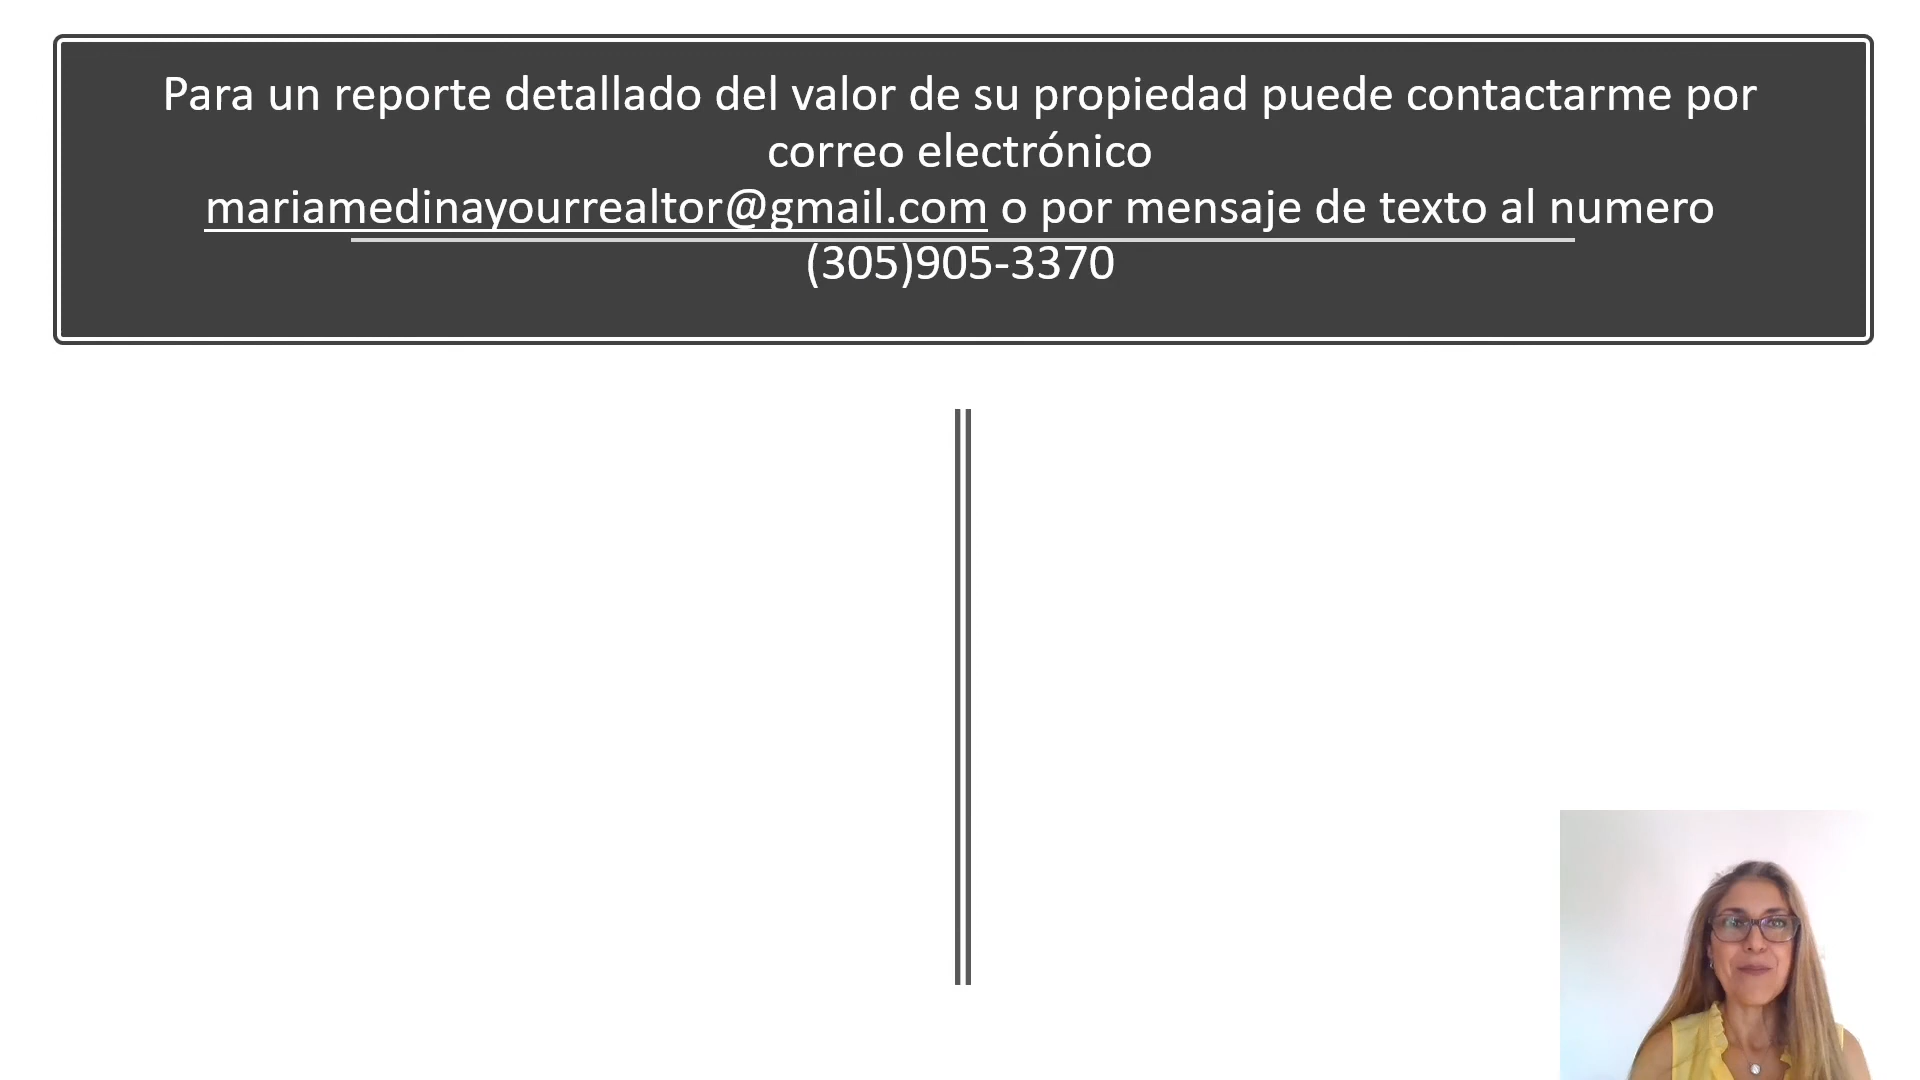 Para un reporte detallado del valor de su propiedad puede contactarme por
correo electrónico
mariamedinayourrealtor@gmail.com o por mensaje de texto al numero
(305)905-3370